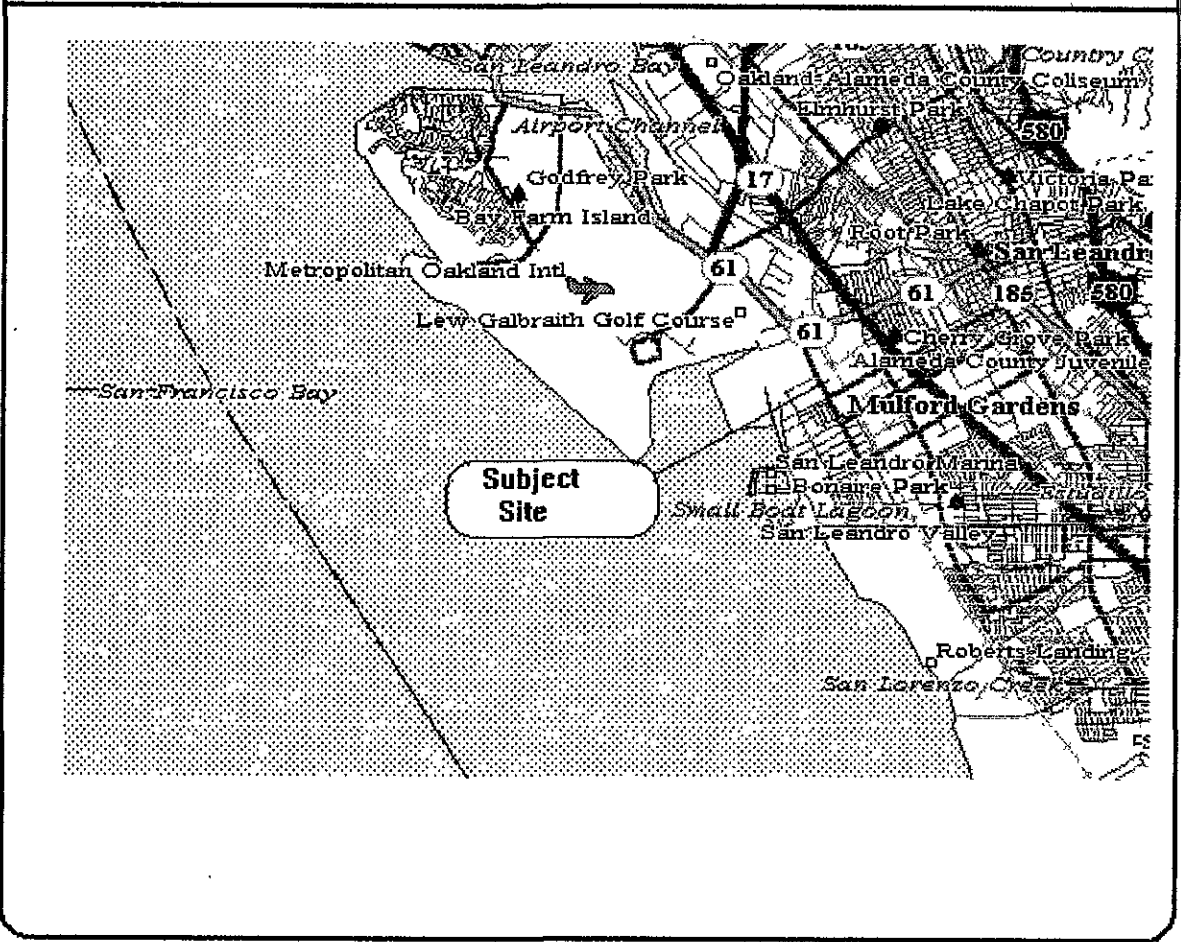 Country C
San Leandro Bay
Oakland-Alameda County Coliseum
Elmhurst Park
Airport Channel
580
17
Godfrey Park
Victoria Pa
Lake Chapot Park
Bay Farm Island
Root Park
San Leandr
Metropolitan Oakland Intl
61
61
185
580
Lew Galbraith Golf Course
61
Cherry Grove Park
Alameda County Juvenile
San Francisco Bay
Mulford Gardens
San Leandro Marina
Subject
Site
Bonaire Park
Estudillo
Small Boat Lagoon
San Leandro Valley
Roberts Landing
San Lorenzo Creek